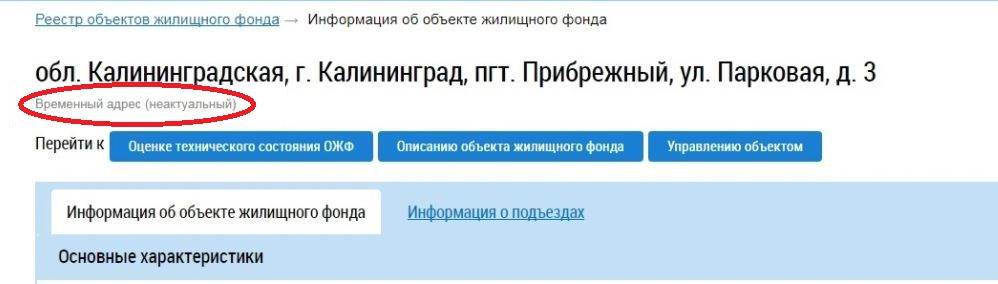 Реестр объектов жилищного фонда → Информация об объекте жилищного фонда
обл. Калининградская, г. Калининград, пгт. Прибрежный, ул. Парковая, д. 3
Временный адрес (неактуальный)
Перейти к Оценке технического состояния ОЖФ Описанию объекта жилищного фонда Управлению объектом
Информация об объекте жилищного фонда Информация о подъездах
Основные характеристики